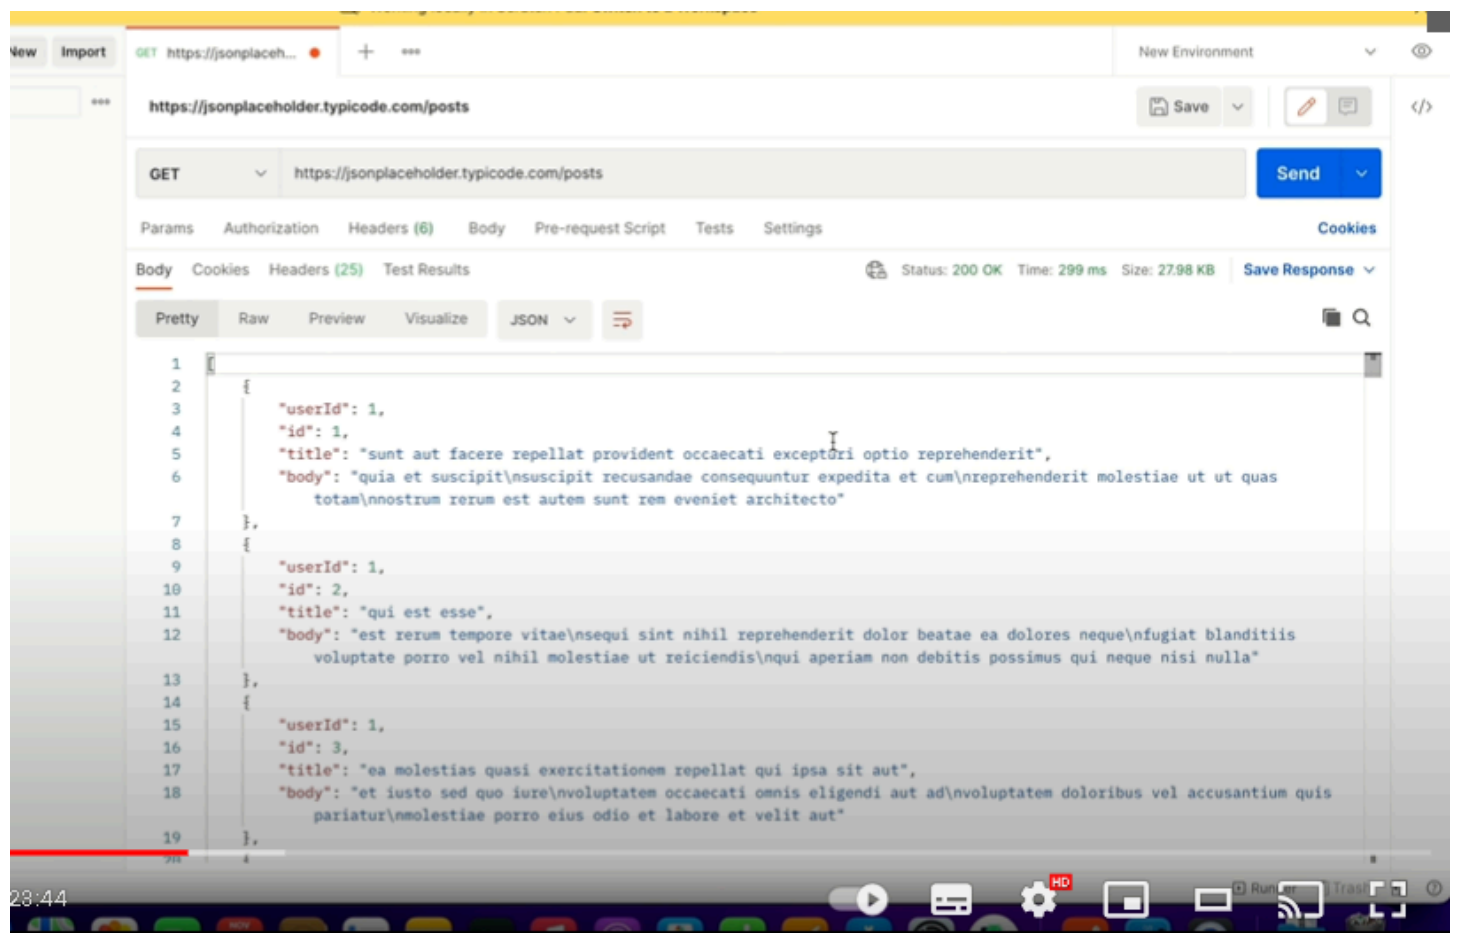 New Import GET https://jsonplaceh... New Environment
https://jsonplaceholder.typicode.com/posts Save
GET https://jsonplaceholder.typicode.com/posts Send
Params Authorization Headers (6) Body Pre-request Script Tests Settings Cookies
Body Cookies Headers (25) Test Results Status: 200 OK Time: 299 ms Size: 27.98 KB Save Response
Pretty Raw Preview Visualize JSON
1 [
2 {
3 "userId": 1,
4 "id": 1,
5 "title": "sunt aut facere repellat provident occaecati excepturi optio reprehenderit",
6 "body": "quia et suscipit\nsuscipit recusandae consequuntur expedita et cum\nreprehenderit molestiae ut ut quas
totam\nnostrum rerum est autem sunt rem eveniet architecto"
7 },
8 {
9 "userId": 1,
10 "id": 2,
11 "title": "qui est esse",
12 "body": "est rerum tempore vitae\nsequi sint nihil reprehenderit dolor beatae ea dolores neque\nfugiat blanditiis
voluptate porro vel nihil molestiae ut reiciendis\nqui aperiam non debitis possimus qui neque nisi nulla"
13 },
14 {
15 "userId": 1,
16 "id": 3,
17 "title": "ea molestias quasi exercitationem repellat qui ipsa sit aut",
18 "body": "et iusto sed quo iure\nvoluptatem occaecati omnis eligendi aut ad\nvoluptatem doloribus vel accusantium quis
pariatur\nmolestiae porro eius odio et labore et velit aut"
19 },
20 {
HD
23:44 Trash
NOV